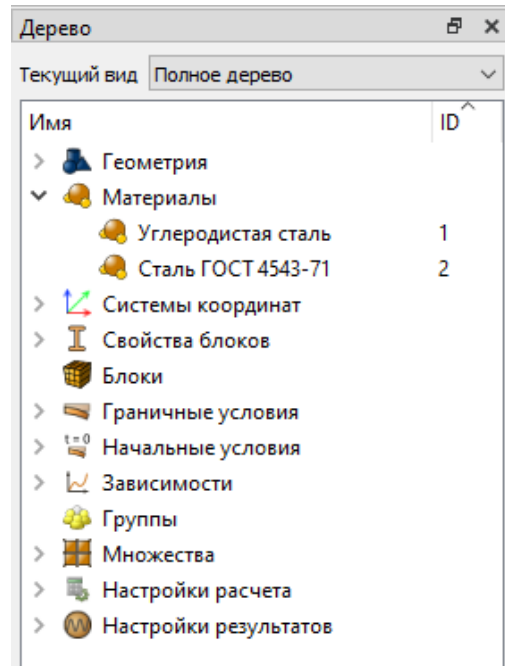 Дерево
Текущий вид Полное дерево
Имя ID
Геометрия
Материалы
Углеродистая сталь 1
Сталь ГОСТ 4543-71 2
Системы координат
Свойства блоков
Блоки
Граничные условия
t = 0
Начальные условия
Зависимости
Группы
Множества
Настройки расчета
Настройки результатов